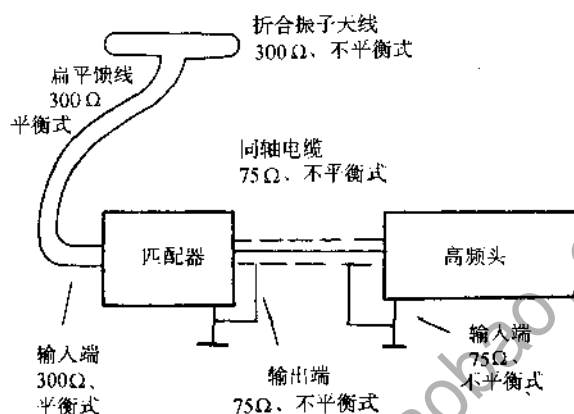 折合振子天线
300Ω、不平衡式
扁平馈线
300Ω
平衡式
同轴电缆
75Ω、不平衡式
匹配器
高频头
输入端
300Ω、
平衡式
输出端
75Ω、不平衡式
输入端
75Ω、
不平衡式